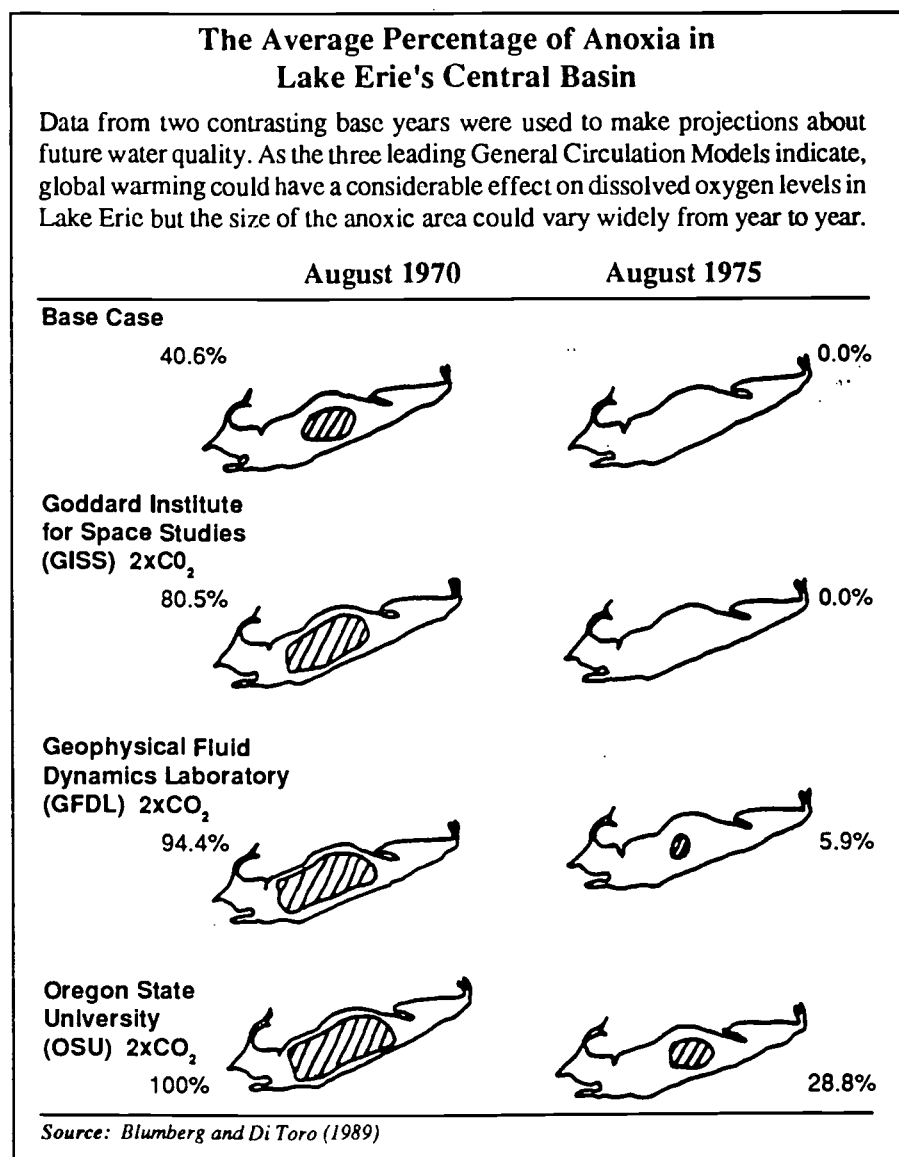 The Average Percentage of Anoxia in
Lake Erie's Central Basin
Data from two contrasting base years were used to make projections about
future water quality. As the three leading General Circulation Models indicate,
global warming could have a considerable effect on dissolved oxygen levels in
Lake Erie but the size of the anoxic area could vary widely from year to year.
August 1970 August 1975
Base Case
40.6% 0.0%
Goddard Institute
for Space Studies
(GISS) 2xC0₂
80.5% 0.0%
Geophysical Fluid
Dynamics Laboratory
(GFDL) 2xCO₂
94.4% 5.9%
Oregon State
University
(OSU) 2xCO₂
100% 28.8%
Source: Blumberg and Di Toro (1989)